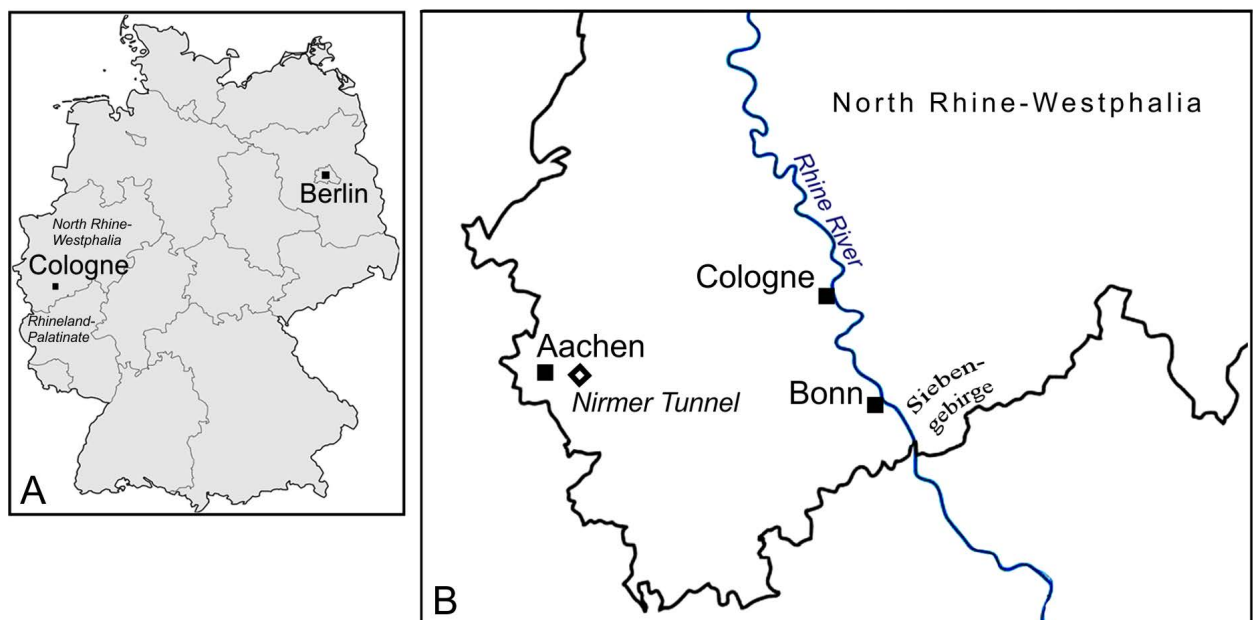 Berlin
North Rhine-
Westphalia
Cologne
Rhineland-
Palatinate
A
North Rhine-Westphalia
Rhine River
Cologne
Aachen
Nirmer Tunnel
Bonn
Sieben-
gebirge
B